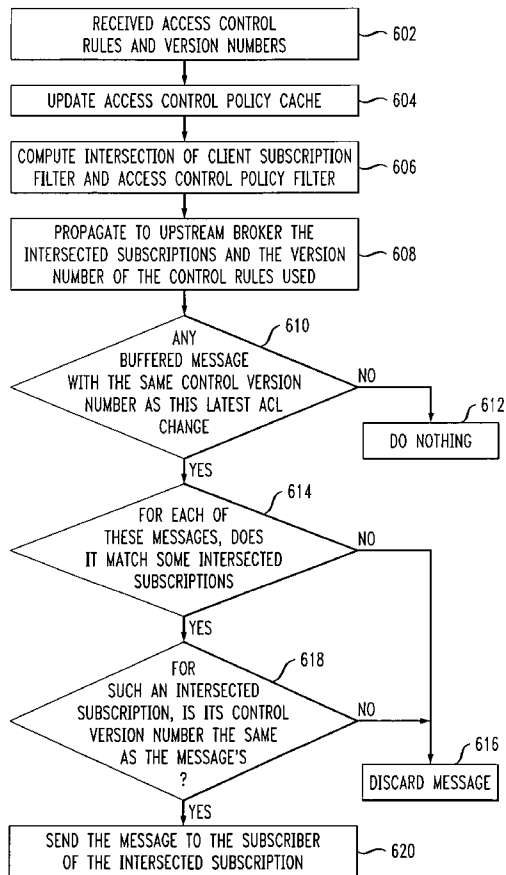 RECEIVED ACCESS CONTROL
RULES AND VERSION NUMBERS
602
UPDATE ACCESS CONTROL POLICY CACHE
604
COMPUTE INTERSECTION OF CLIENT SUBSCRIPTION
FILTER AND ACCESS CONTROL POLICY FILTER
606
PROPAGATE TO UPSTREAM BROKER THE
INTERSECTED SUBSCRIPTIONS AND THE VERSION
NUMBER OF THE CONTROL RULES USED
608
610
ANY
BUFFERED MESSAGE
WITH THE SAME CONTROL VERSION
NUMBER AS THIS LATEST ACL
CHANGE
NO
612
DO NOTHING
YES
614
FOR EACH OF
THESE MESSAGES, DOES
IT MATCH SOME INTERSECTED
SUBSCRIPTIONS
NO
YES
618
FOR
SUCH AN INTERSECTED
SUBSCRIPTION, IS ITS CONTROL
VERSION NUMBER THE SAME
AS THE MESSAGE'S
?
NO
616
DISCARD MESSAGE
YES
SEND THE MESSAGE TO THE SUBSCRIBER
OF THE INTERSECTED SUBSCRIPTION
620